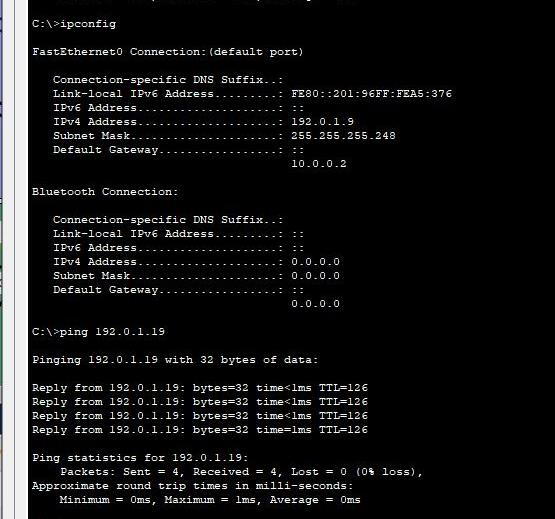 C:\>ipconfig
FastEthernet0 Connection:(default port)
Connection-specific DNS Suffix..:
Link-local IPv6 Address.........: FE80::201:96FF:FEA5:376
IPv6 Address....................: ::
IPv4 Address....................: 192.0.1.9
Subnet Mask.....................: 255.255.255.248
Default Gateway.................: ::
10.0.0.2
Bluetooth Connection:
Connection-specific DNS Suffix..:
Link-local IPv6 Address.........: ::
IPv6 Address....................: ::
IPv4 Address....................: 0.0.0.0
Subnet Mask.....................: 0.0.0.0
Default Gateway.................: ::
0.0.0.0
C:\>ping 192.0.1.19
Pinging 192.0.1.19 with 32 bytes of data:
Reply from 192.0.1.19: bytes=32 time<1ms TTL=126
Reply from 192.0.1.19: bytes=32 time<1ms TTL=126
Reply from 192.0.1.19: bytes=32 time<1ms TTL=126
Reply from 192.0.1.19: bytes=32 time=1ms TTL=126
Ping statistics for 192.0.1.19:
Packets: Sent = 4, Received = 4, Lost = 0 (0% loss),
Approximate round trip times in milli-seconds:
Minimum = 0ms, Maximum = 1ms, Average = 0ms